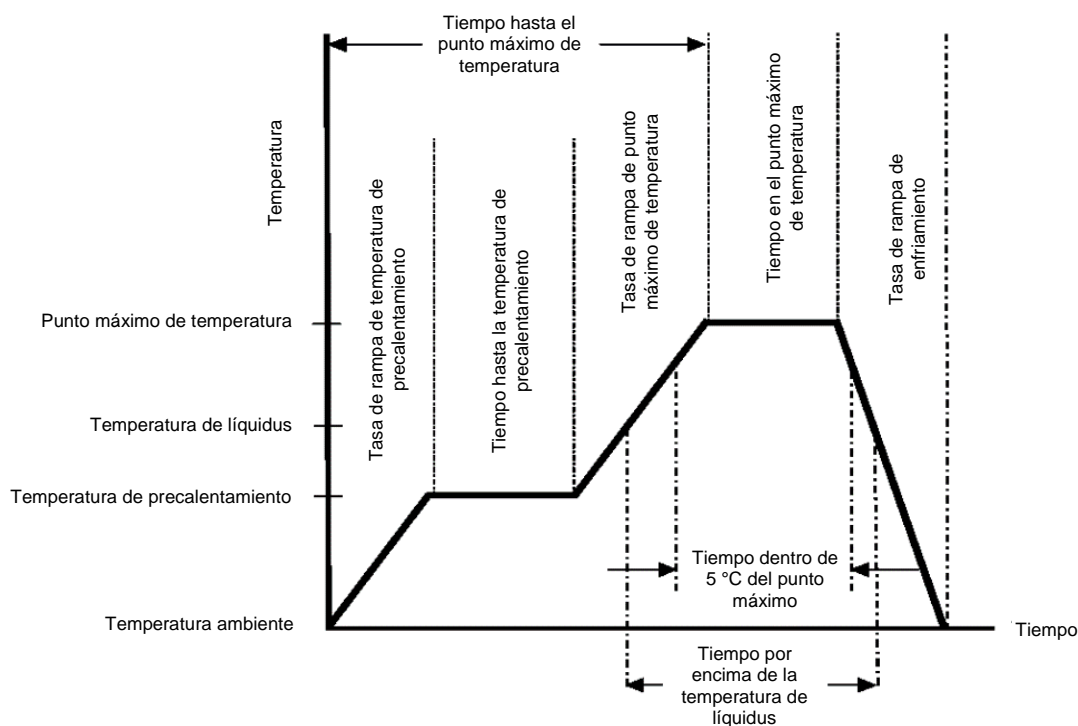 Tiempo hasta el
punto máximo de
temperatura
Temperatura
Tasa de rampa de temperatura de
precalentamiento
Tiempo hasta la temperatura de
precalentamiento
Tasa de rampa de punto
máximo de temperatura
Tiempo en el punto máximo
de temperatura
Tasa de rampa de
enfriamiento
Punto máximo de temperatura
Temperatura de líquidus
Temperatura de precalentamiento
Temperatura ambiente
Tiempo dentro de
5 °C del punto
máximo
Tiempo
Tiempo por
encima de la
temperatura de
líquidus